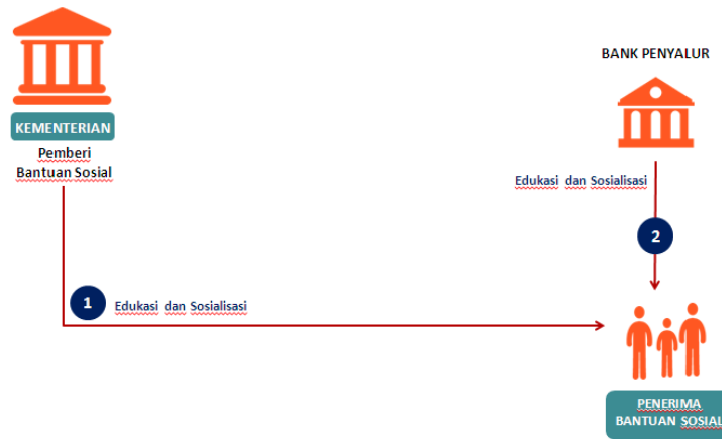 BANK PENYALUR
KEMENTERIAN
Pemberi
Bantuan Sosial
Edukasi dan Sosialisasi
2
1
Edukasi dan Sosialisasi
PENERIMA
BANTUAN SOSIAL